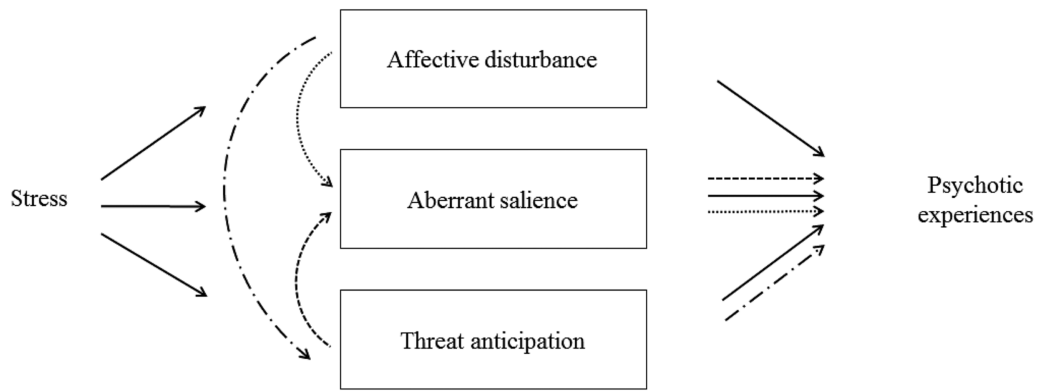 Affective disturbance
Stress
Aberrant salience
Psychotic
experiences
Threat anticipation